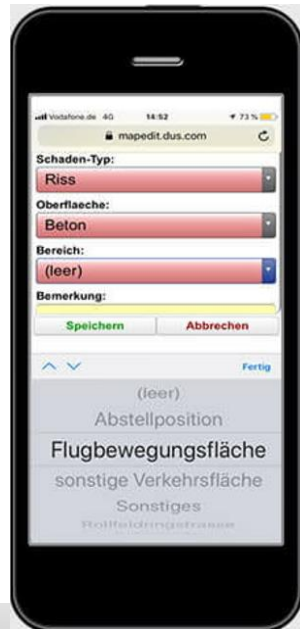 Vodafone.de 4G 14:52 73 %
mapedit.dus.com
Schaden-Typ:
Riss
Oberflaeche:
Beton
Bereich:
(leer)
Bemerkung:
Speichern Abbrechen
Fertig
(leer)
Abstellposition
Flugbewegungsfläche
sonstige Verkehrsfläche
Sonstiges
Rollfeldringstrasse